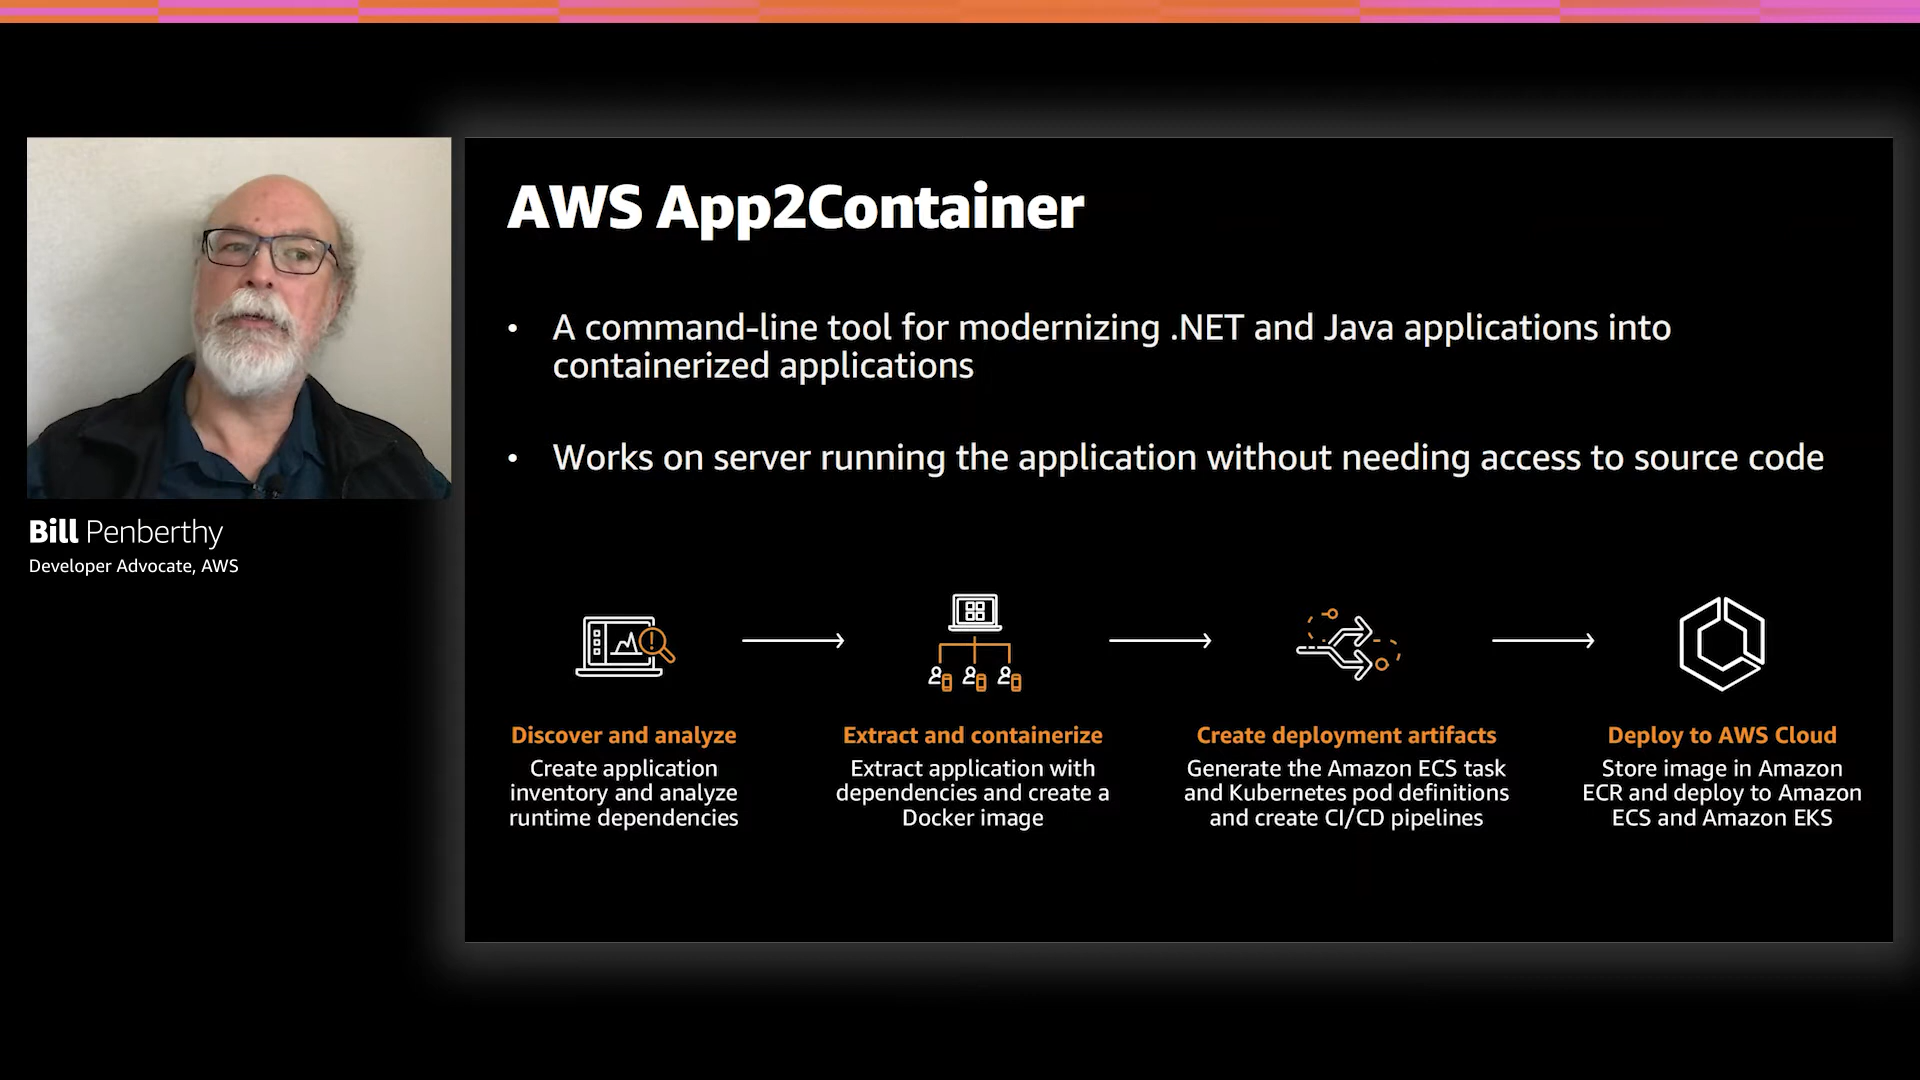 AWS App2Container
• A command-line tool for modernizing .NET and Java applications into
containerized applications
• Works on server running the application without needing access to source code
Bill Penberthy
Developer Advocate, AWS
Discover and analyze
Create application
inventory and analyze
runtime dependencies
Extract and containerize
Extract application with
dependencies and create a
Docker image
Create deployment artifacts
Generate the Amazon ECS task
and Kubernetes pod definitions
and create CI/CD pipelines
Deploy to AWS Cloud
Store image in Amazon
ECR and deploy to Amazon
ECS and Amazon EKS